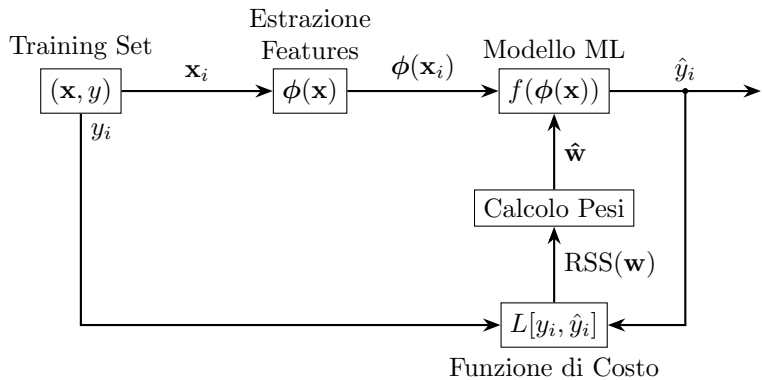 Training Set
Estrazione
Features
Modello ML
(x, y)
x_i
ϕ(x)
ϕ(x_i)
f(ϕ(x))
ŷ_i
y_i
ŵ
Calcolo Pesi
RSS(w)
L[y_i, ŷ_i]
Funzione di Costo